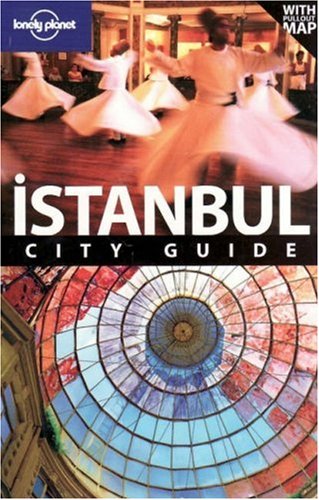 lonely planet
WITH
PULLOUT
MAP
İSTANBUL
CITY GUIDE